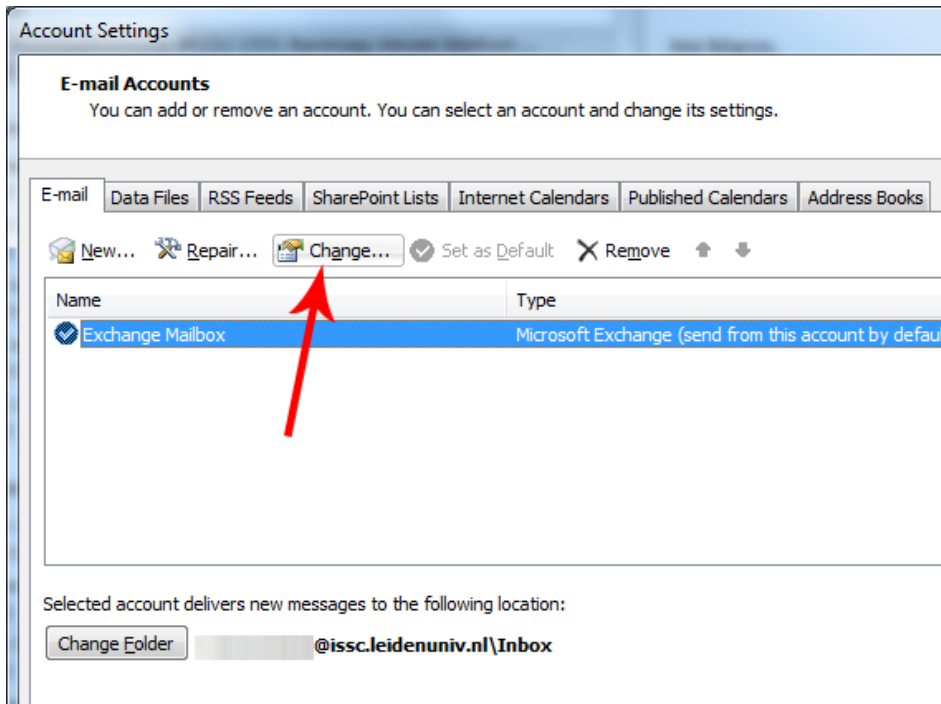 Account Settings
E-mail Accounts
You can add or remove an account. You can select an account and change its settings.
E-mail Data Files RSS Feeds SharePoint Lists Internet Calendars Published Calendars Address Books
New... Repair... Change... Set as Default Remove
Name Type
Exchange Mailbox Microsoft Exchange (send from this account by defau
Selected account delivers new messages to the following location:
Change Folder @issc.leidenuniv.nl\Inbox